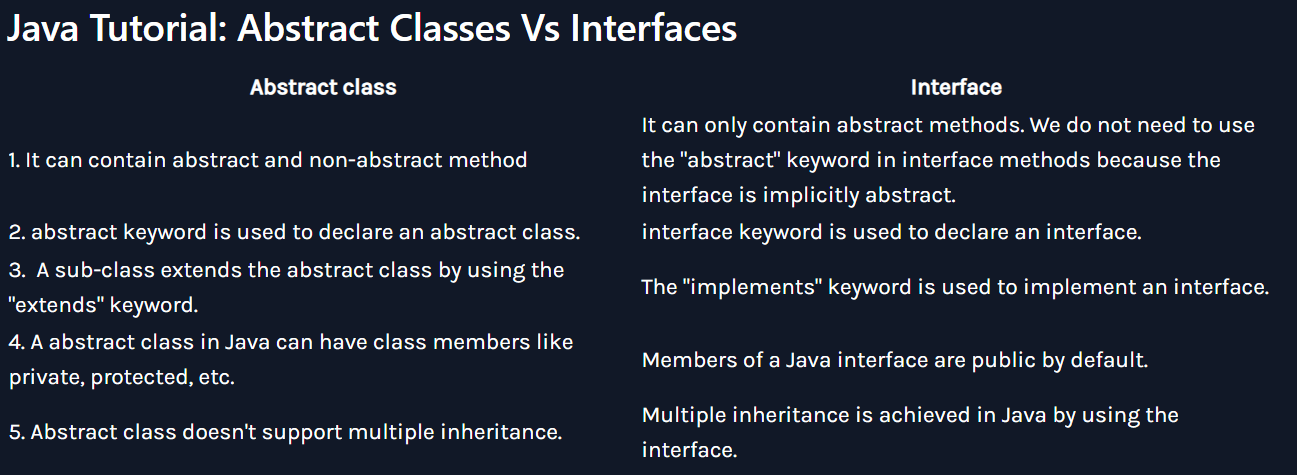 Java Tutorial: Abstract Classes Vs Interfaces
Abstract class
Interface
1. It can contain abstract and non-abstract method
It can only contain abstract methods. We do not need to use
the "abstract" keyword in interface methods because the
interface is implicitly abstract.
2. abstract keyword is used to declare an abstract class.
interface keyword is used to declare an interface.
3.  A sub-class extends the abstract class by using the
"extends" keyword.
The "implements" keyword is used to implement an interface.
4. A abstract class in Java can have class members like
private, protected, etc.
Members of a Java interface are public by default.
5. Abstract class doesn't support multiple inheritance.
Multiple inheritance is achieved in Java by using the
interface.